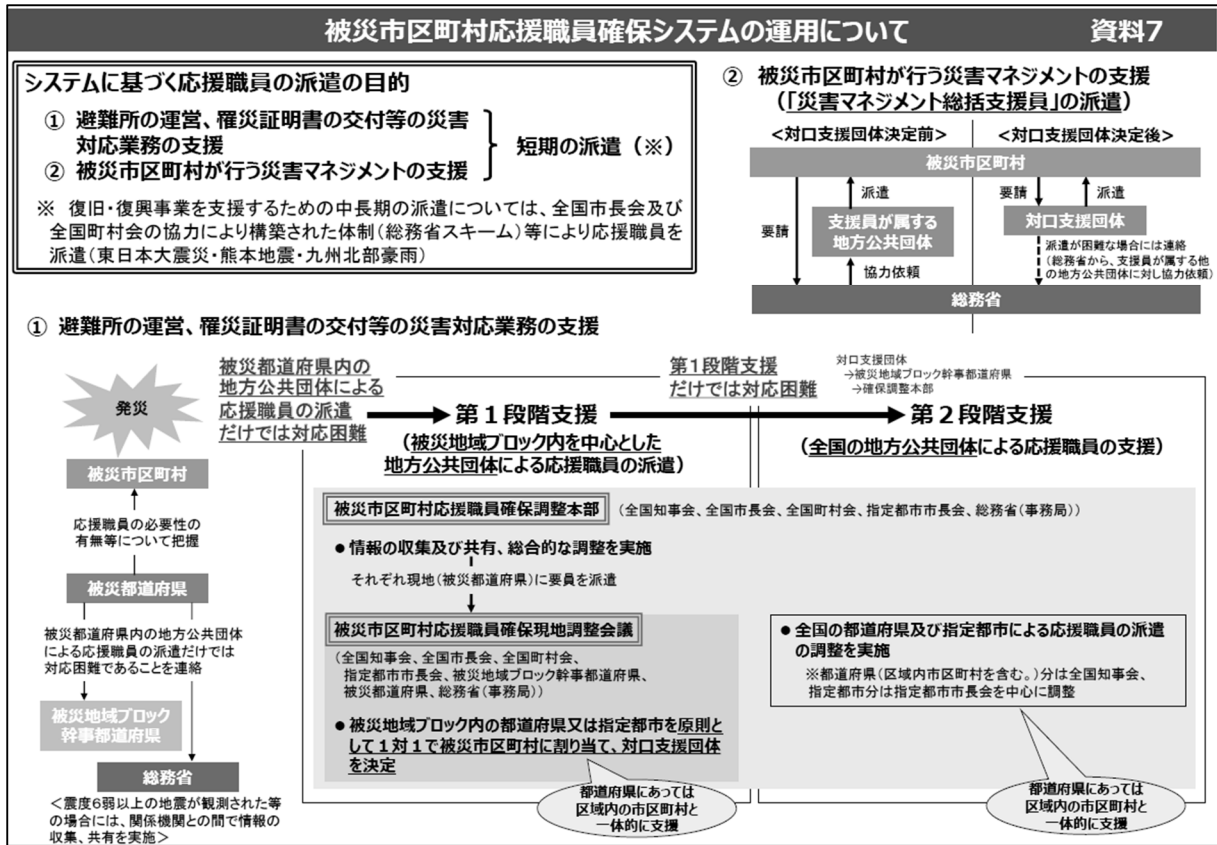 被災市区町村応援職員確保システムの運用について
資料7
システムに基づく応援職員の派遣の目的
① 避難所の運営、罹災証明書の交付等の災害
対応業務の支援
② 被災市区町村が行う災害マネジメントの支援
短期の派遣(※)
※ 復旧・復興事業を支援するための中長期の派遣については、全国市長会及び
全国町村会の協力により構築された体制(総務省スキーム)等により応援職員を
派遣(東日本大震災・熊本地震・九州北部豪雨)
② 被災市区町村が行う災害マネジメントの支援
(「災害マネジメント総括支援員」の派遣)
<対口支援団体決定前>
<対口支援団体決定後>
被災市区町村
要請
派遣
支援員が属する
地方公共団体
協力依頼
要請
派遣
対口支援団体
派遣が困難な場合には連絡
(総務省から、支援員が属する他
の地方公共団体に対し協力依頼)
総務省
① 避難所の運営、罹災証明書の交付等の災害対応業務の支援
発災
被災市区町村
応援職員の必要性の
有無等について把握
被災都道府県
被災都道府県内の地方公共団体
による応援職員の派遣だけでは
対応困難であることを連絡
被災地域ブロック
幹事都道府県
総務省
<震度6弱以上の地震が観測された等
の場合には、関係機関との間で情報の
収集、共有を実施>
被災都道府県内の
地方公共団体による
応援職員の派遣
だけでは対応困難
第1段階支援
(被災地域ブロック内を中心とした
地方公共団体による応援職員の派遣)
第1段階支援
だけでは対応困難
対口支援団体
→被災地域ブロック幹事都道府県
→確保調整本部
第2段階支援
(全国の地方公共団体による応援職員の支援)
被災市区町村応援職員確保調整本部
(全国知事会、全国市長会、全国町村会、指定都市市長会、総務省(事務局))
● 情報の収集及び共有、総合的な調整を実施
それぞれ現地(被災都道府県)に要員を派遣
被災市区町村応援職員確保現地調整会議
(全国知事会、全国市長会、全国町村会、
指定都市市長会、被災地域ブロック幹事都道府県、
被災都道府県、総務省(事務局))
● 被災地域ブロック内の都道府県又は指定都市を原則と
して1対1で被災市区町村に割り当て、対口支援団体
を決定
都道府県にあっては
区域内の市区町村と
一体的に支援
● 全国の都道府県及び指定都市による応援職員の派遣
の調整を実施
※都道府県(区域内市区町村を含む。)分は全国知事会、
指定都市分は指定都市市長会を中心に調整
都道府県にあっては
区域内の市区町村と
一体的に支援